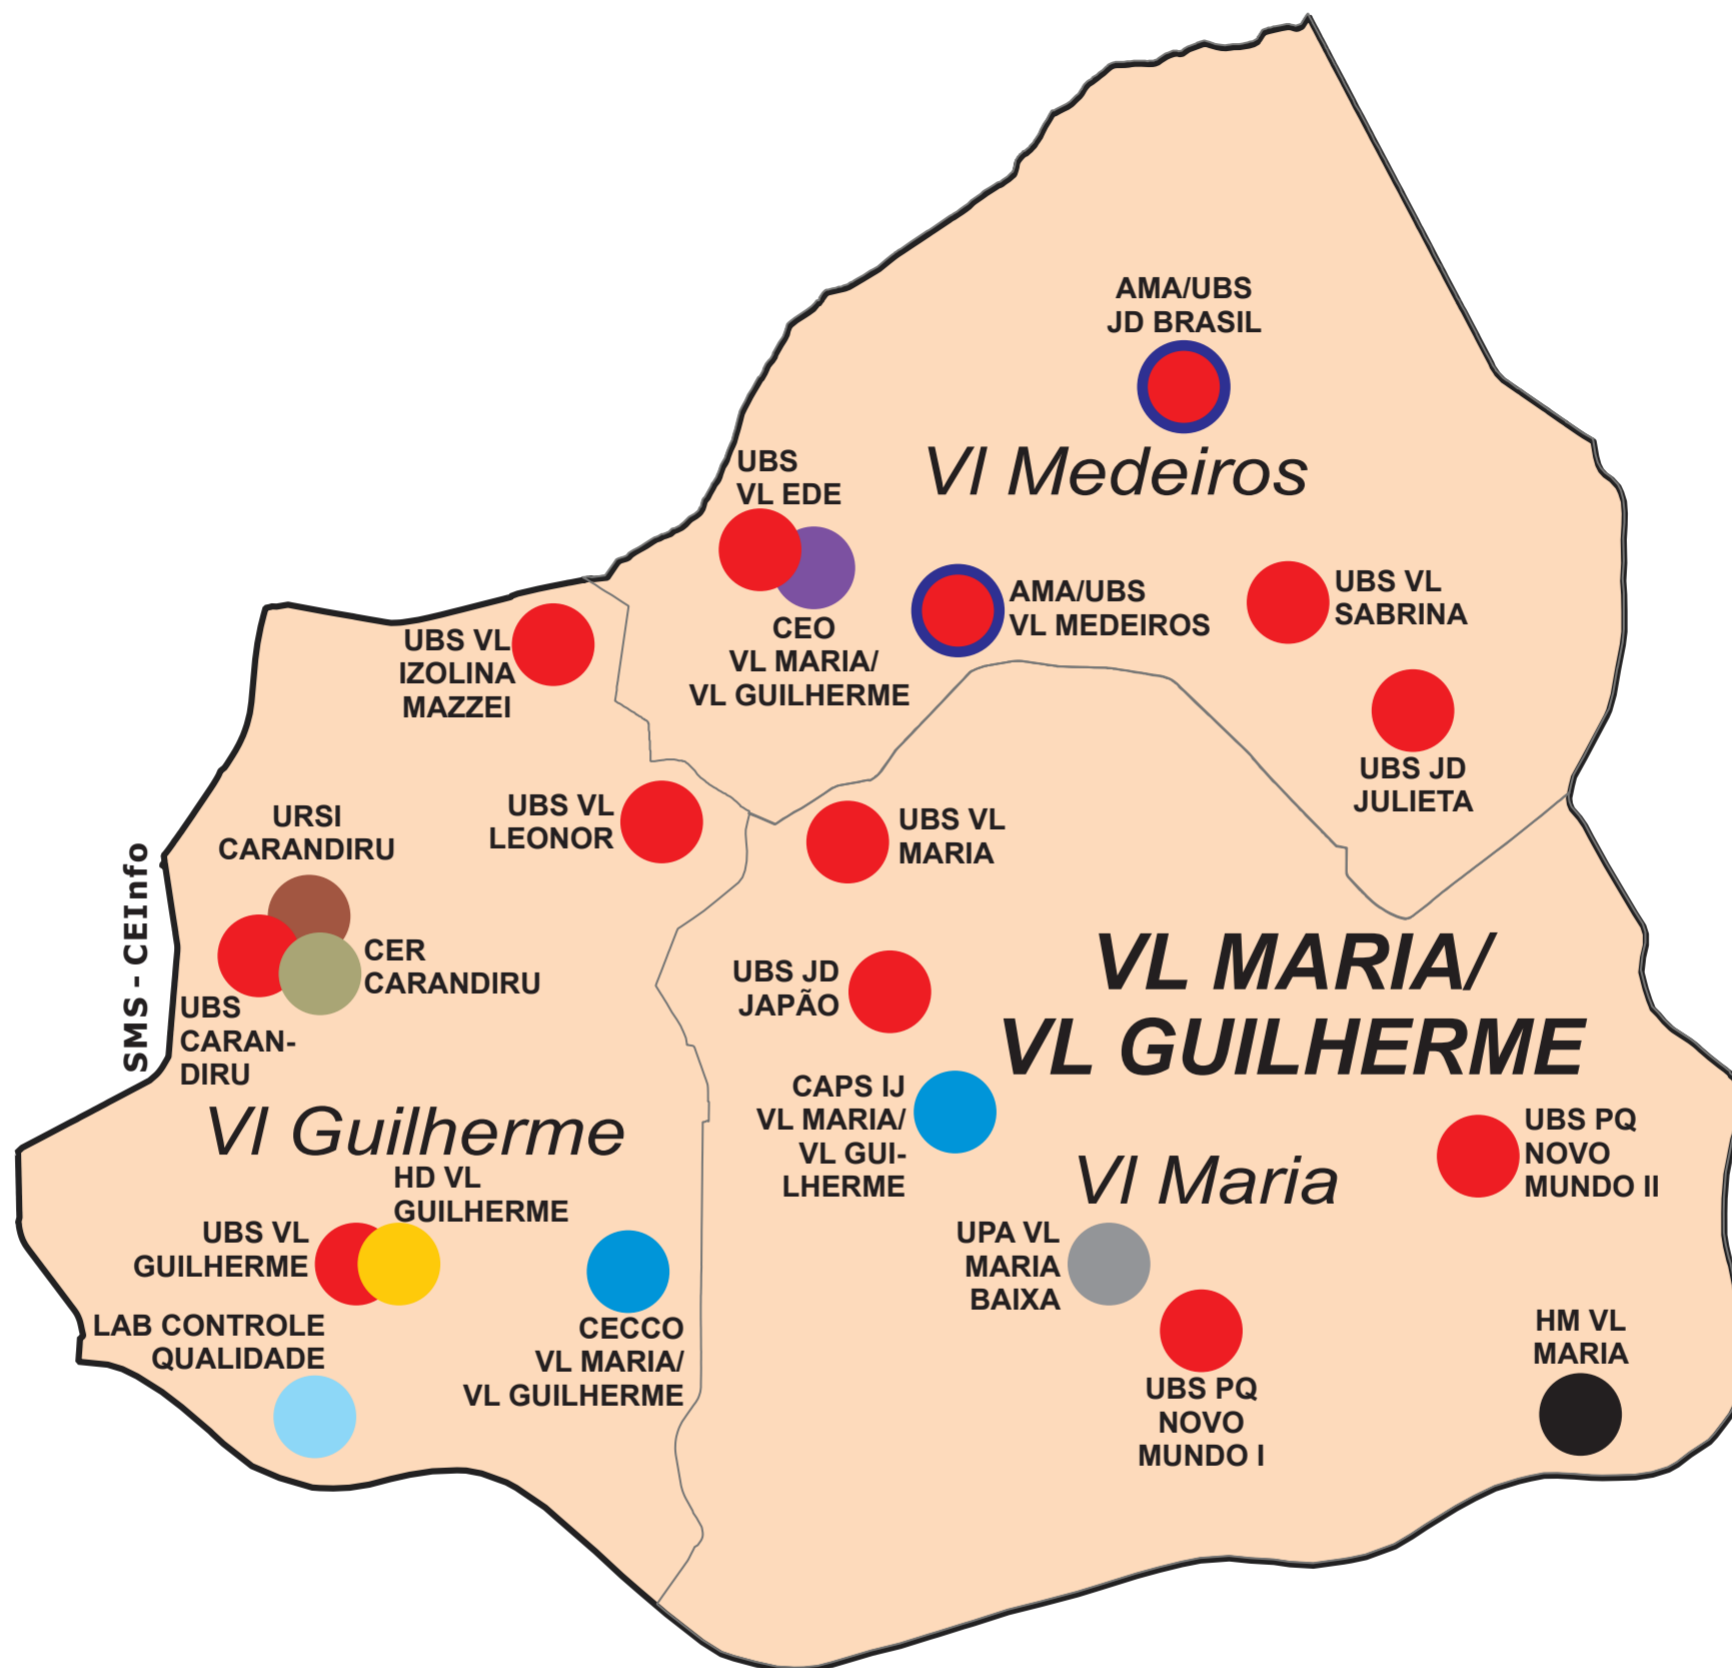 AMA/UBS
JD BRASIL
Vl Medeiros
UBS
VL EDE
AMA/UBS
VL MEDEIROS
UBS VL
SABRINA
CEO
VL MARIA/
VL GUILHERME
UBS VL
IZOLINA
MAZZEI
UBS JD
JULIETA
UBS VL
LEONOR
UBS VL
MARIA
URSI
CARANDIRU
SMS - CEInfo
CER
CARANDIRU
UBS
CARAN-
DIRU
UBS JD
JAPÃO
VL MARIA/
VL GUILHERME
CAPS IJ
VL MARIA/
VL GUI-
LHERME
Vl Guilherme
Vl Maria
UBS PQ
NOVO
MUNDO II
HD VL
GUILHERME
UBS VL
GUILHERME
UPA VL
MARIA
BAIXA
LAB CONTROLE
QUALIDADE
CECCO
VL MARIA/
VL GUILHERME
UBS PQ
NOVO
MUNDO I
HM VL
MARIA